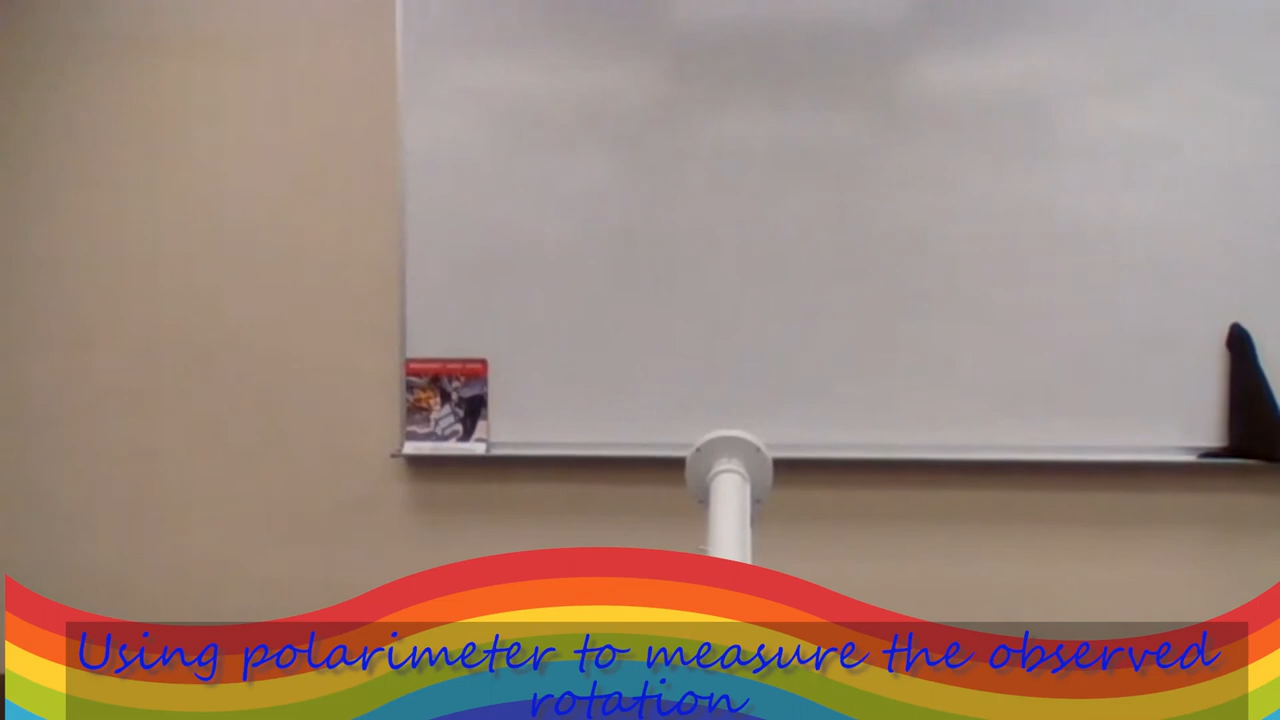 Using polarimeter to measure the observed
rotation